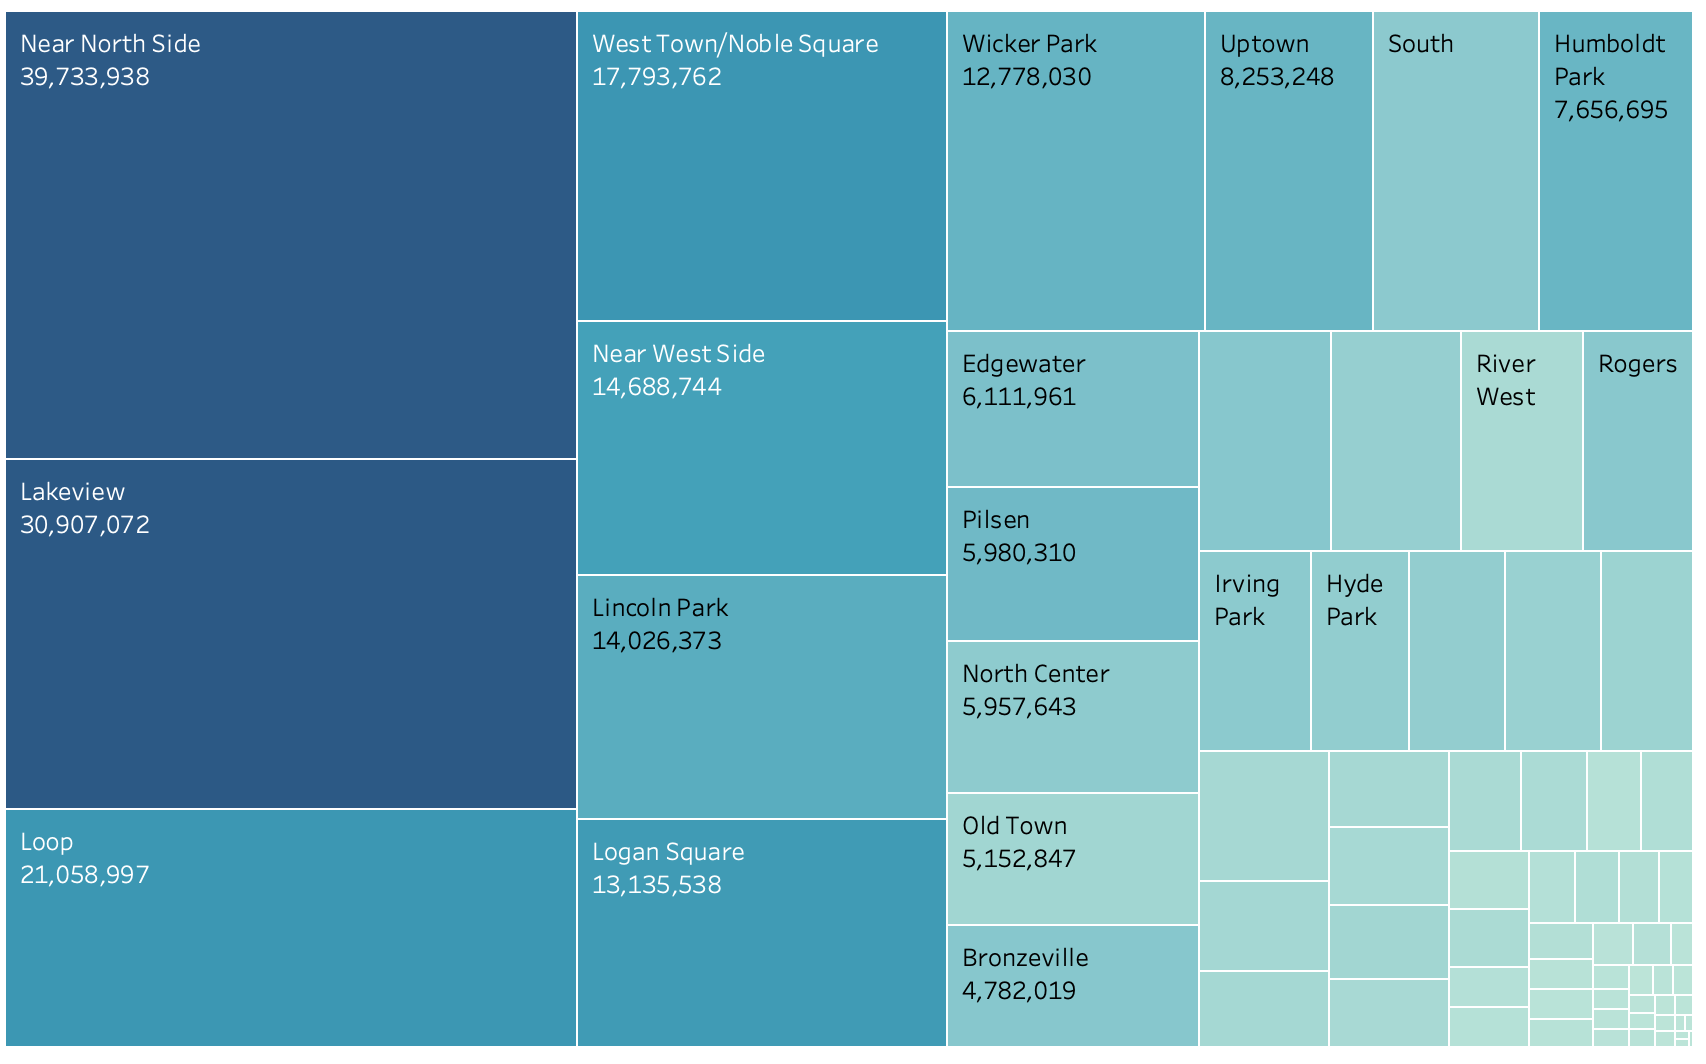 Near North Side
39,733,938
Lakeview
30,907,072
Loop
21,058,997
West Town/Noble Square
17,793,762
Near West Side
14,688,744
Lincoln Park
14,026,373
Logan Square
13,135,538
Wicker Park
12,778,030
Uptown
8,253,248
South
Humboldt
Park
7,656,695
Edgewater
6,111,961
Pilsen
5,980,310
North Center
5,957,643
Old Town
5,152,847
Bronzeville
4,782,019
River
West
Rogers
Irving
Park
Hyde
Park